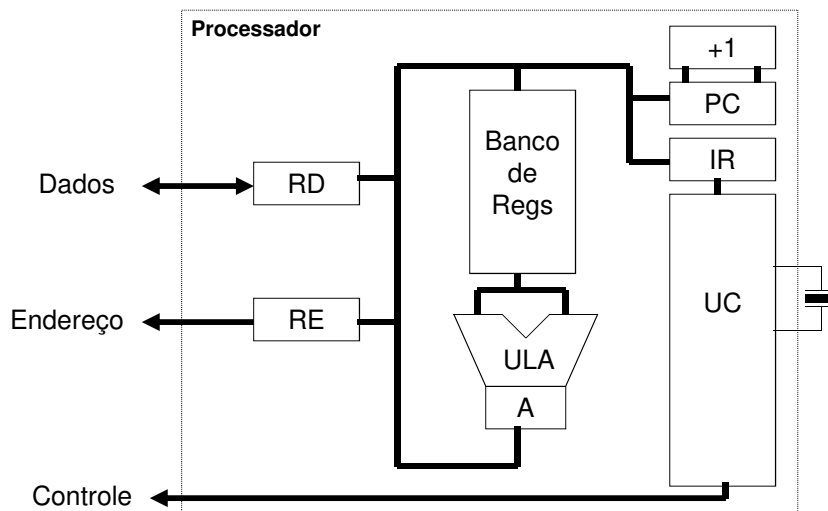 Processador
+1
PC
Banco
de
Regs
IR
Dados
RD
UC
Endereço
RE
ULA
A
Controle